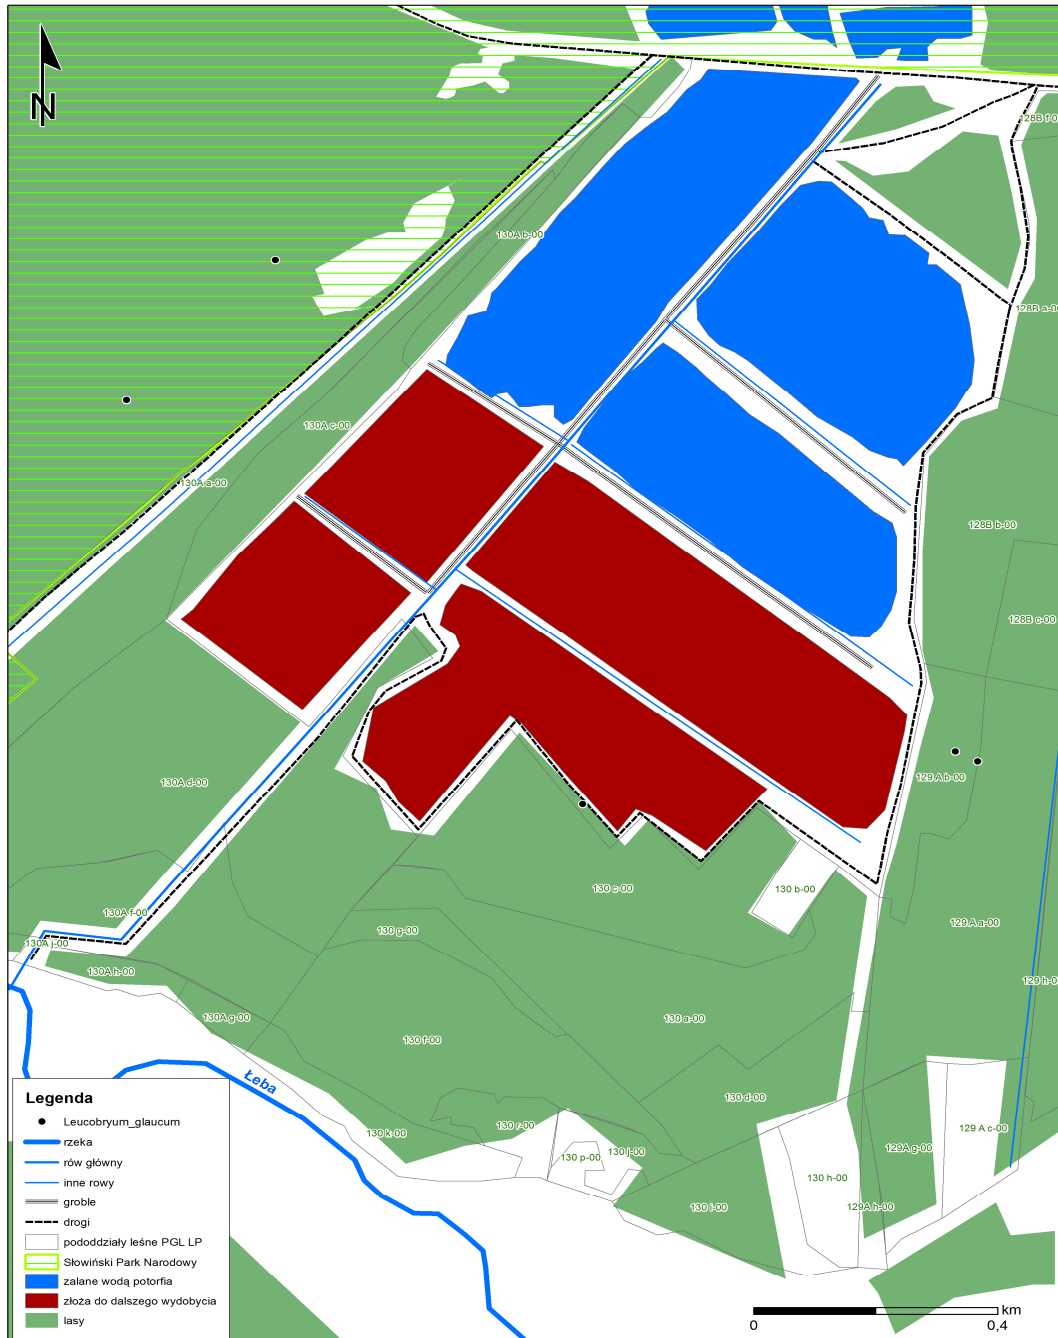 N
128B f-0
130A b-00
128B a-0
130A c-00
130A a-00
128B b-00
128B c-00
129 A b-00
130A d-00
130 c-00
130 b-00
130A f-00
130 g-00
129 A a-00
130A j-00
130A h-00
129 h-0
130A g-00
130 a-00
130 f-00
Łeba
130 d-00
130 k-00
130 r-00
130 p-00
130 j-00
129A g-00
129 A c-00
130 h-00
130 i-00
129A h-00
Legenda
Leucobryum_glaucum
rzeka
rów główny
inne rowy
groble
drogi
pododdziały leśne PGL LP
Słowiński Park Narodowy
zalane wodą potorfia
złoża do dalszego wydobycia
lasy
km
0 0,4